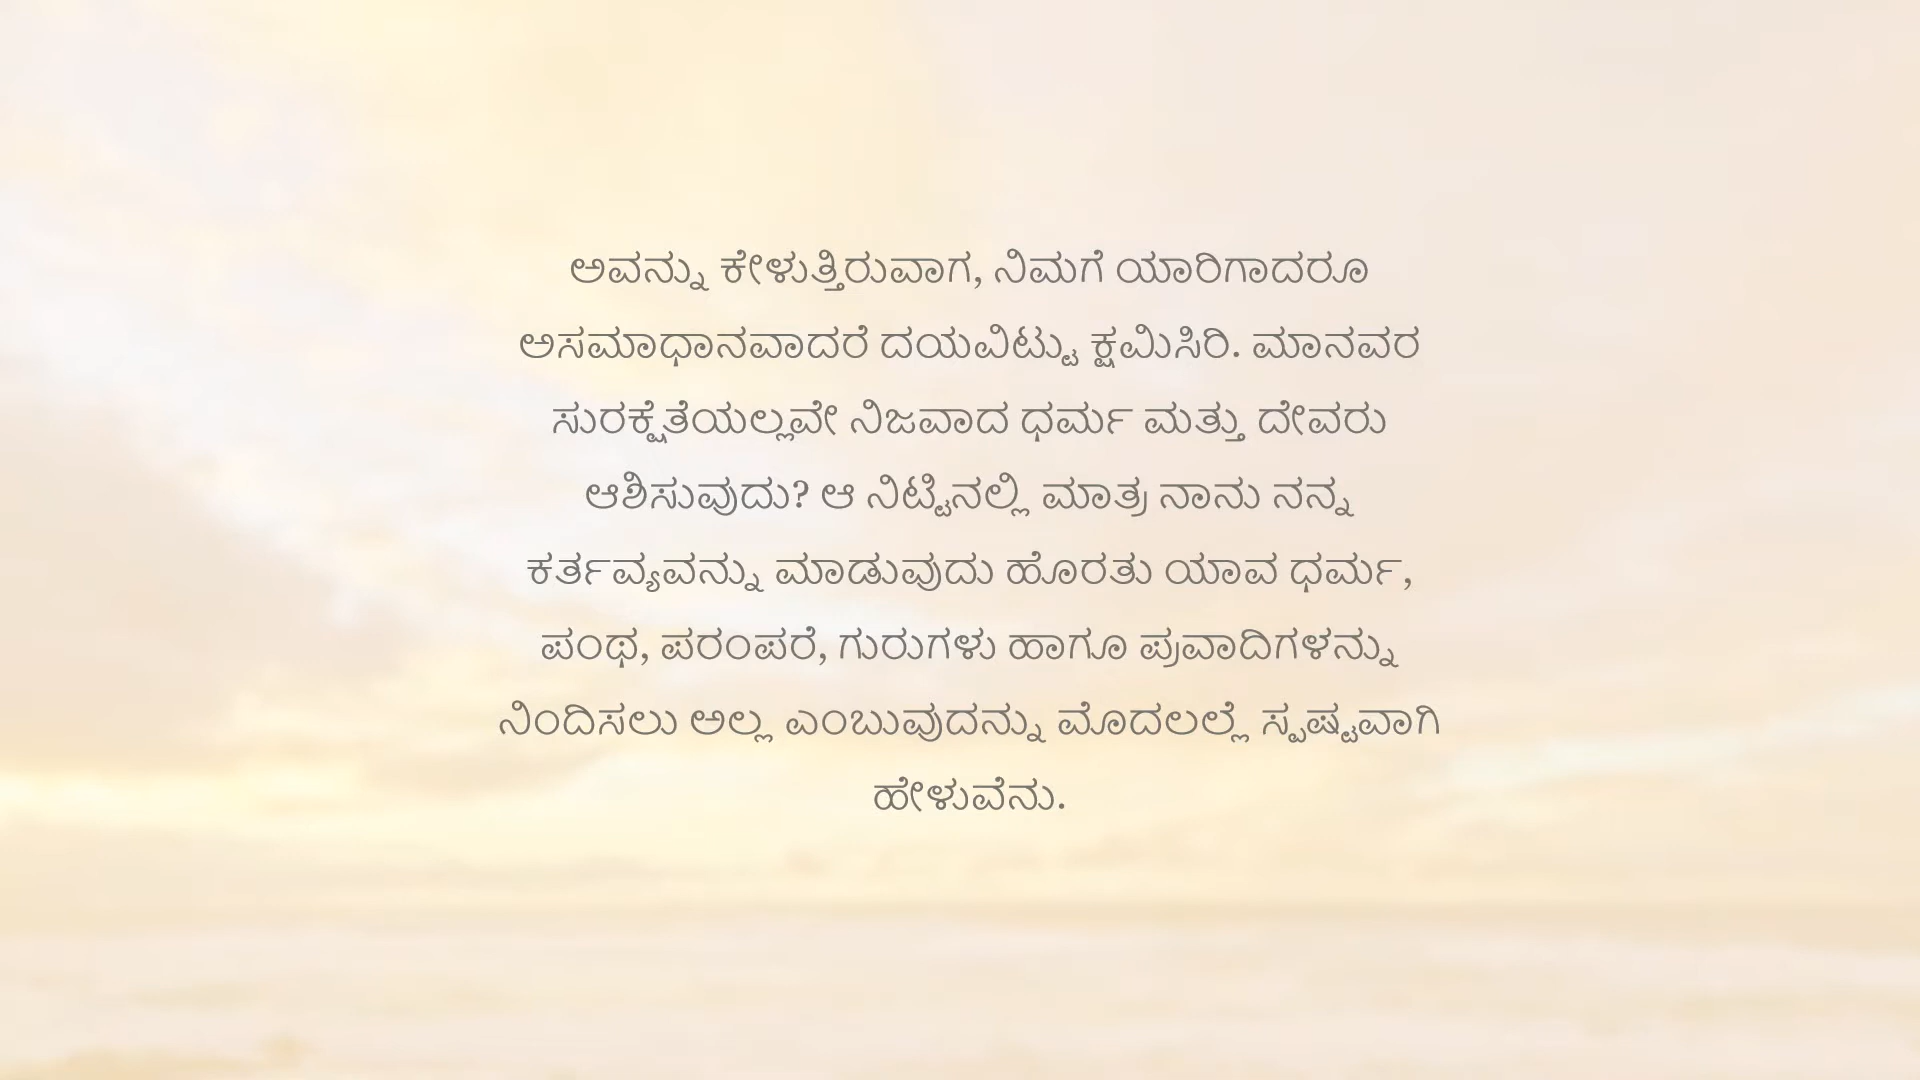 ಅವನ್ನು ಕೇಳುತ್ತಿರುವಾಗ, ನಿಮಗೆ ಯಾರಿಗಾದರೂ
ಅಸಮಾಧಾನವಾದರೆ ದಯವಿಟ್ಟು ಕ್ಷಮಿಸಿರಿ. ಮಾನವರ
ಸುರಕ್ಷೆತೆಯಲ್ಲವೇ ನಿಜವಾದ ಧರ್ಮ ಮತ್ತು ದೇವರು
ಆಶಿಸುವುದು? ಆ ನಿಟ್ಟಿನಲ್ಲಿ ಮಾತ್ರ ನಾನು ನನ್ನ
ಕರ್ತವ್ಯವನ್ನು ಮಾಡುವುದು ಹೊರತು ಯಾವ ಧರ್ಮ,
ಪಂಥ, ಪರಂಪರೆ, ಗುರುಗಳು ಹಾಗೂ ಪ್ರವಾದಿಗಳನ್ನು
ನಿಂದಿಸಲು ಅಲ್ಲ ಎಂಬುವುದನ್ನು ಮೊದಲಲ್ಲೆ ಸ್ಪಷ್ಟವಾಗಿ
ಹೇಳುವೆನು.